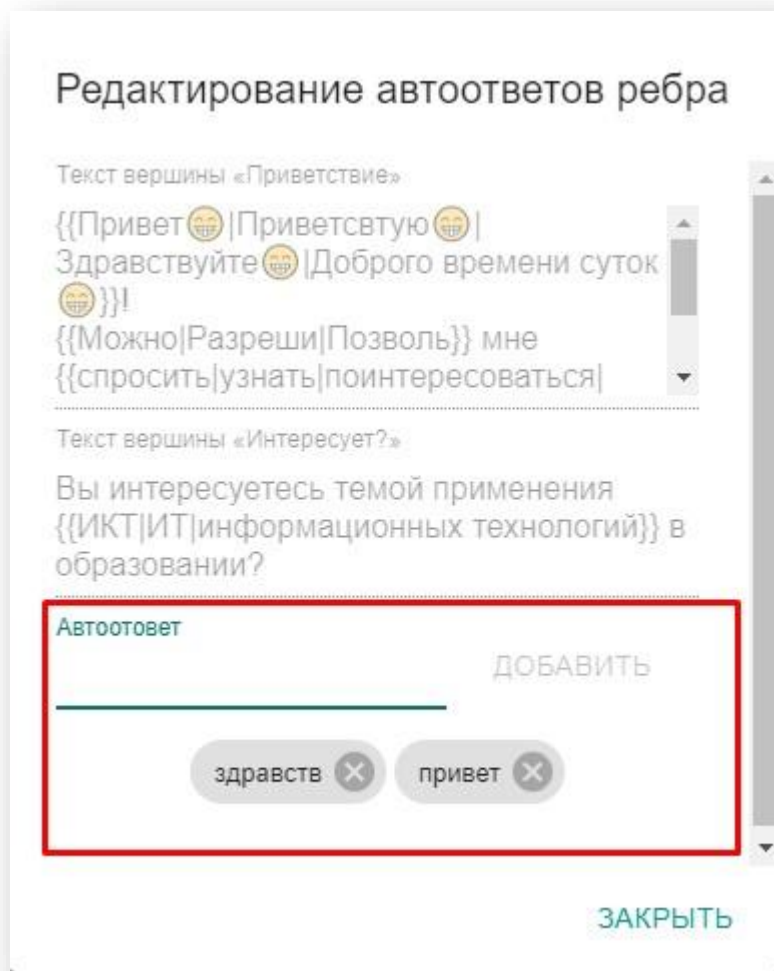 Редактирование автоответов ребра
Текст вершины «Приветствие»
{{Привет😁|Приветсвтую😁|
Здравствуйте😁|Доброго времени суток
😁}}!
{{Можно|Разреши|Позволь}} мне
{{спросить|узнать|поинтересоваться|
Текст вершины «Интересует?»
Вы интересуетесь темой применения
{{ИКТ|ИТ|информационных технологий}} в
образовании?
Автоотовет
ДОБАВИТЬ
здравств привет
ЗАКРЫТЬ